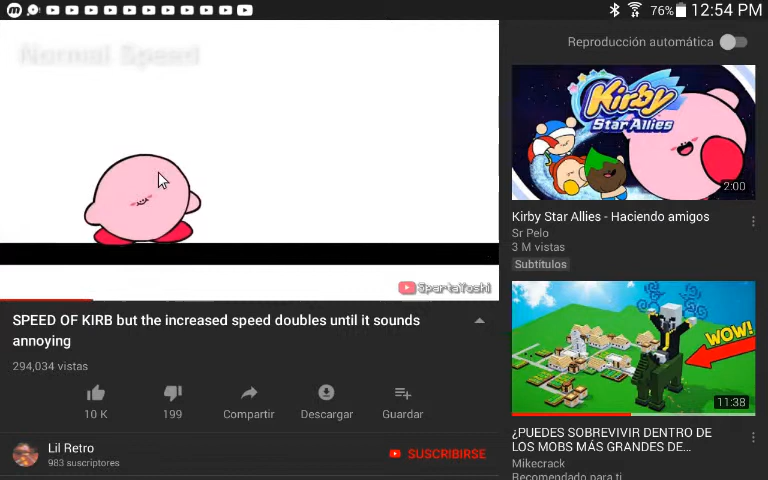 76% 12:54 PM
Normal Speed
SpartaYoshi
SPEED OF KIRB but the increased speed doubles until it sounds
annoying
294,034 vistas
10 K
199
Compartir
Descargar
Guardar
Lil Retro
983 suscriptores
SUSCRIBIRSE
Reproducción automática
Kirby
Star Allies
2:00
Kirby Star Allies - Haciendo amigos
Sr Pelo
3 M vistas
Subtítulos
WOW!
11:38
¿PUEDES SOBREVIVIR DENTRO DE
LOS MOBS MÁS GRANDES DE...
Mikecrack
Recomendado para ti